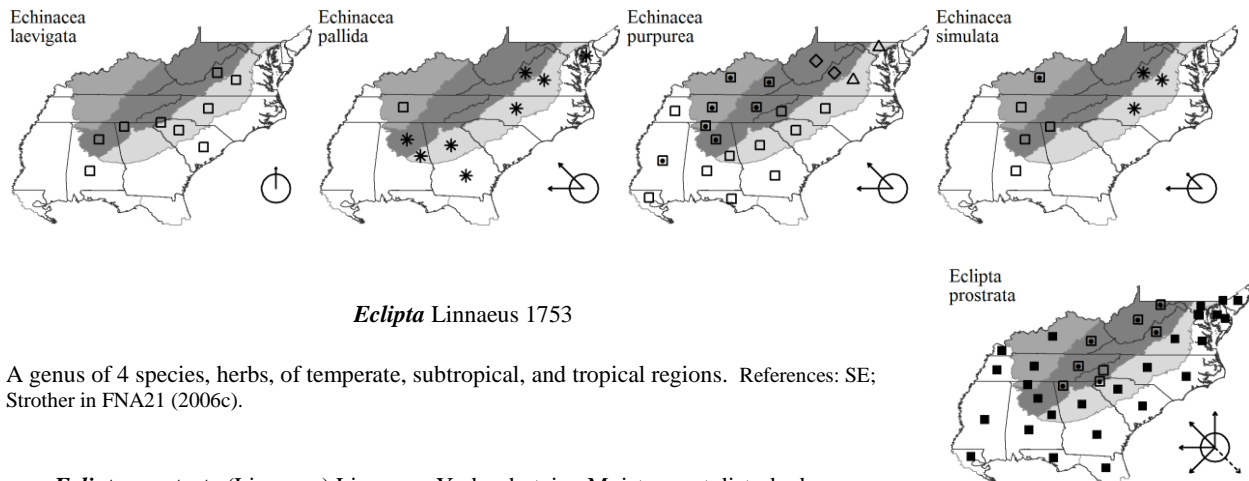 Echinacea
laevigata
Echinacea
pallida
Echinacea
purpurea
Echinacea
simulata
Eclipta
prostrata
Eclipta Linnaeus 1753
A genus of 4 species, herbs, of temperate, subtropical, and tropical regions. References: SE;
Strother in FNA21 (2006c).